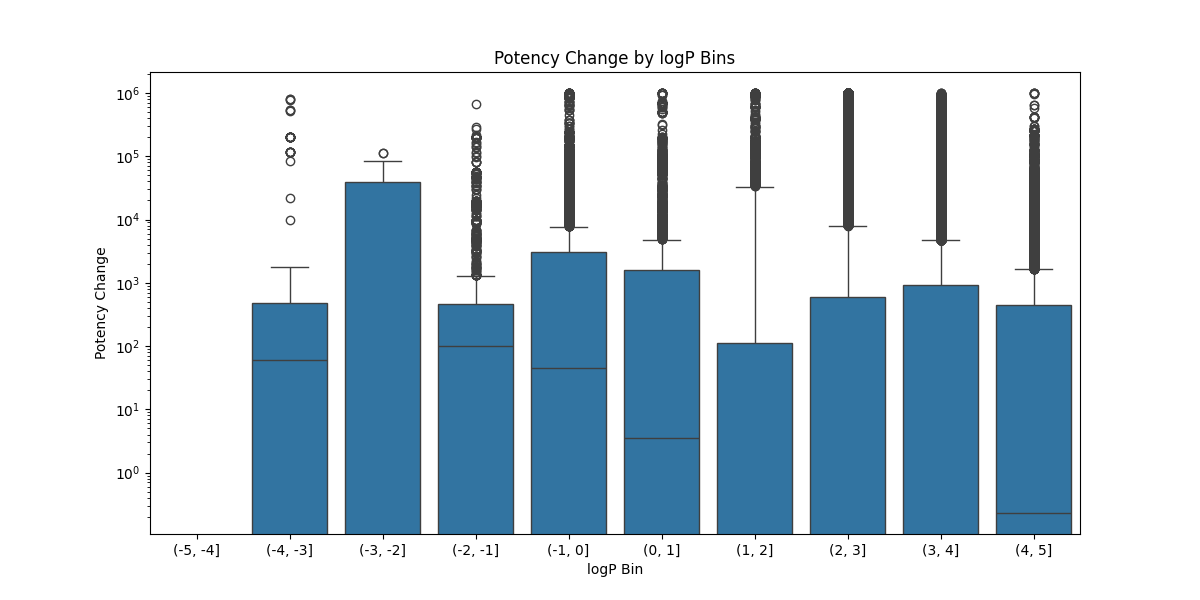 Potency Change by logP Bins
Potency Change
10⁶
10⁵
10⁴
10³
10²
10¹
10⁰
(-5, -4] (-4, -3] (-3, -2] (-2, -1] (-1, 0] (0, 1] (1, 2] (2, 3] (3, 4] (4, 5]
logP Bin